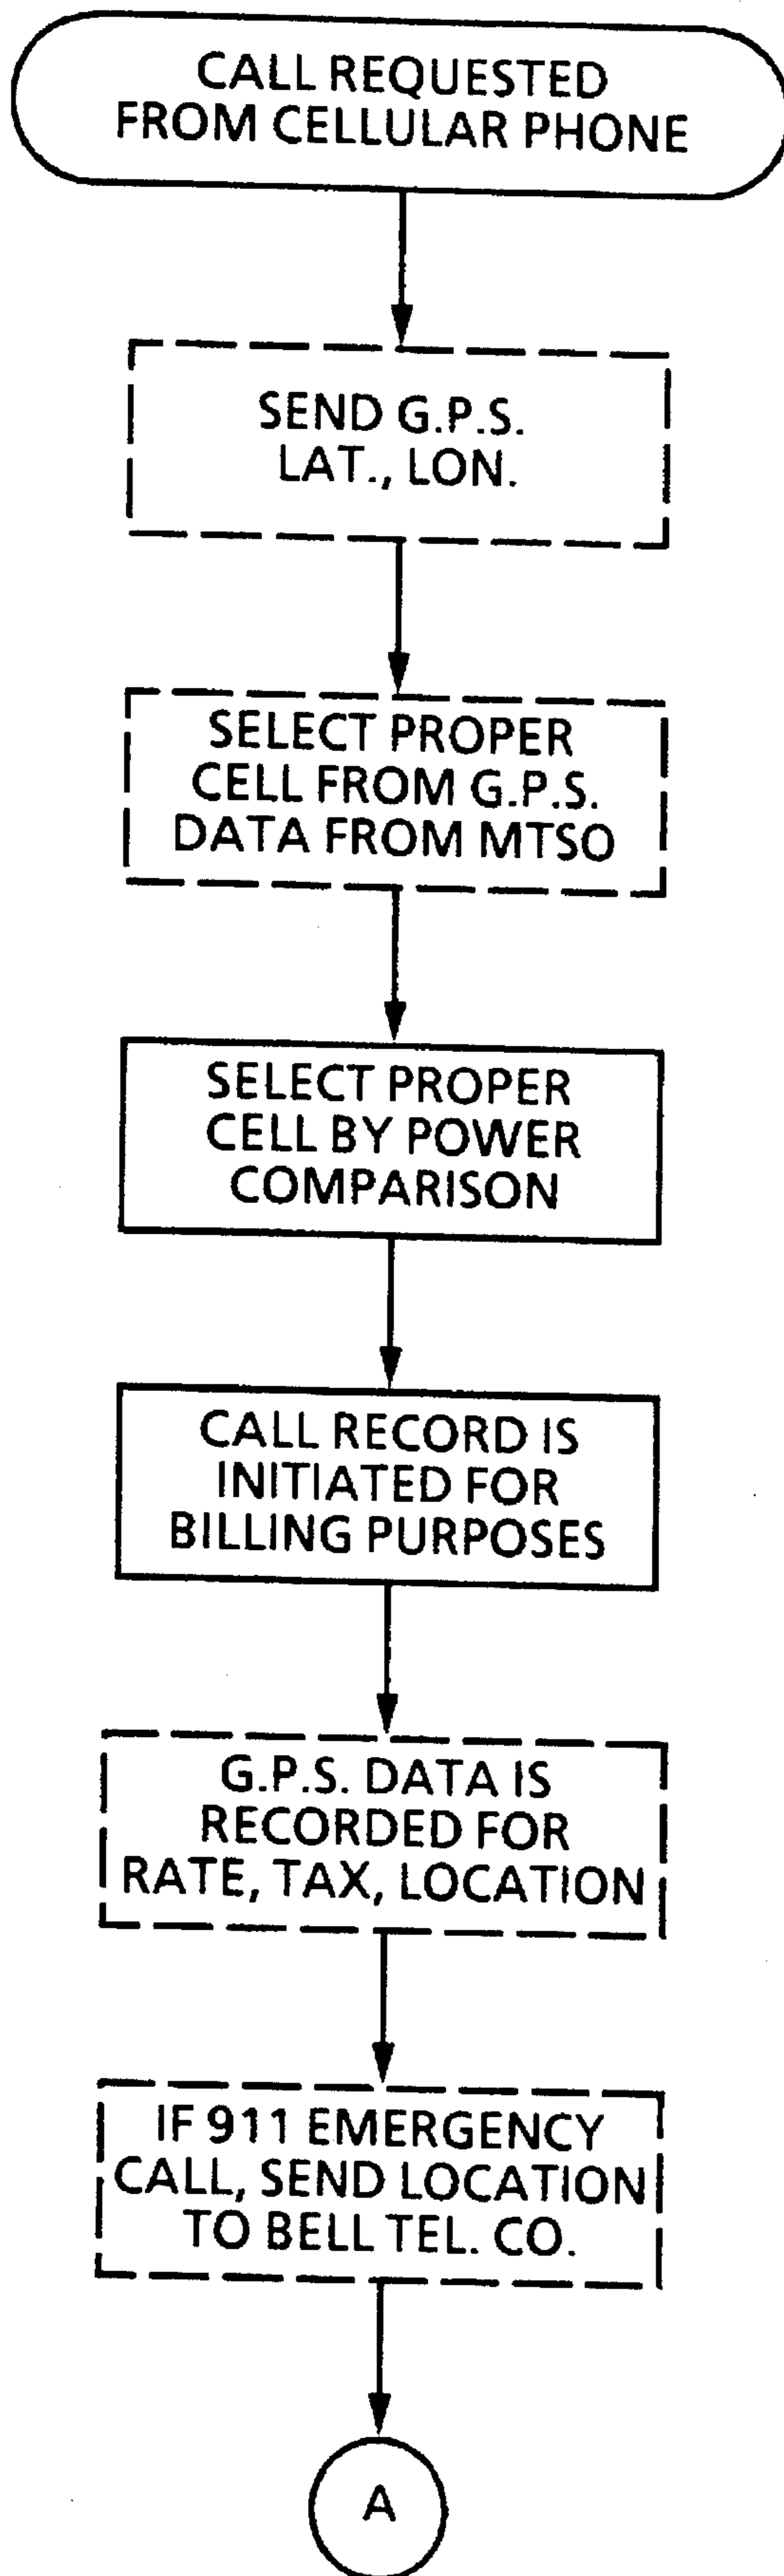 CALL REQUESTED
FROM CELLULAR PHONE
SEND G.P.S.
LAT., LON.
SELECT PROPER
CELL FROM G.P.S.
DATA FROM MTSO
SELECT PROPER
CELL BY POWER
COMPARISON
CALL RECORD IS
INITIATED FOR
BILLING PURPOSES
G.P.S. DATA IS
RECORDED FOR
RATE, TAX, LOCATION
IF 911 EMERGENCY
CALL, SEND LOCATION
TO BELL TEL. CO.
A